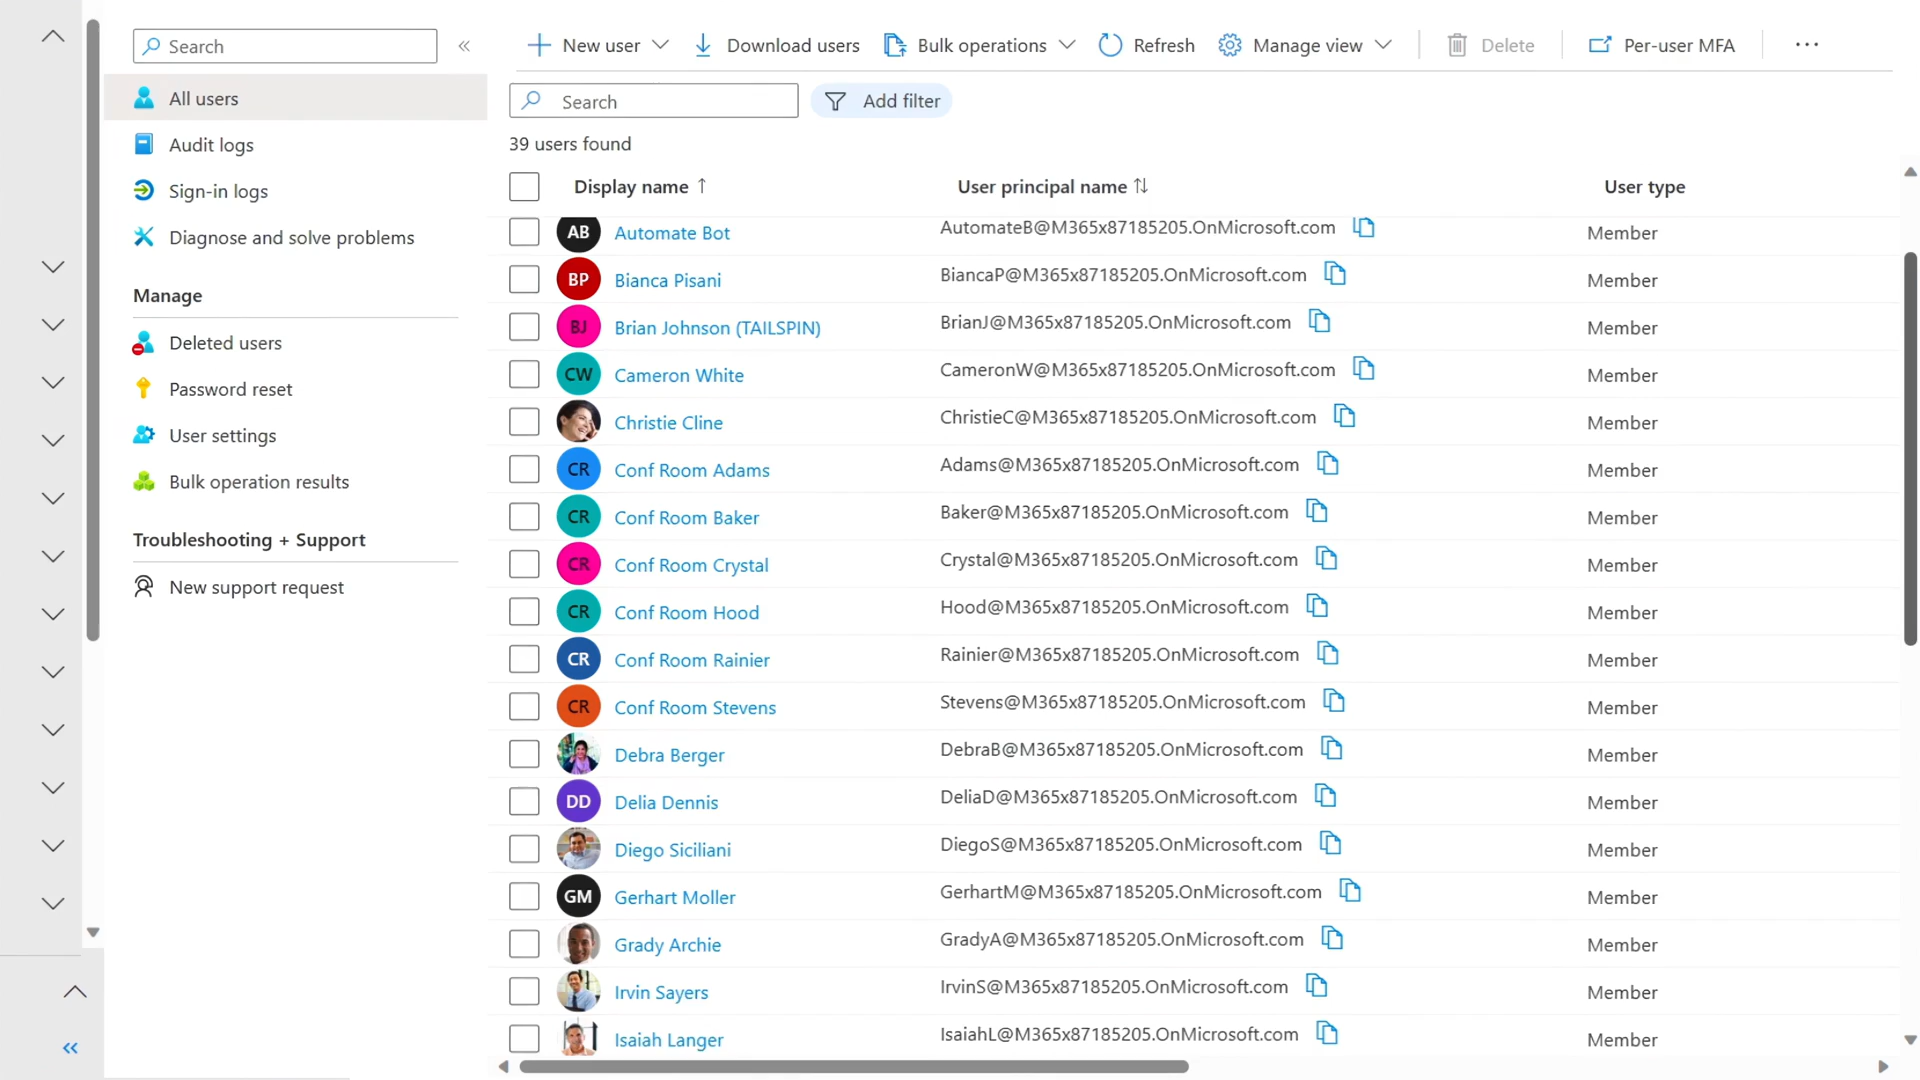 Search
All users
Audit logs
Sign-in logs
Diagnose and solve problems
Manage
Deleted users
Password reset
User settings
Bulk operation results
Troubleshooting + Support
New support request
New user
Download users
Bulk operations
Refresh
Manage view
Delete
Per-user MFA
Search
Add filter
39 users found
Display name ↑ User principal name ↑↓ User type
AB Automate Bot AutomateB@M365x87185205.OnMicrosoft.com Member
BP Bianca Pisani BiancaP@M365x87185205.OnMicrosoft.com Member
BJ Brian Johnson (TAILSPIN) BrianJ@M365x87185205.OnMicrosoft.com Member
CW Cameron White CameronW@M365x87185205.OnMicrosoft.com Member
Christie Cline ChristieC@M365x87185205.OnMicrosoft.com Member
CR Conf Room Adams Adams@M365x87185205.OnMicrosoft.com Member
CR Conf Room Baker Baker@M365x87185205.OnMicrosoft.com Member
CR Conf Room Crystal Crystal@M365x87185205.OnMicrosoft.com Member
CR Conf Room Hood Hood@M365x87185205.OnMicrosoft.com Member
CR Conf Room Rainier Rainier@M365x87185205.OnMicrosoft.com Member
CR Conf Room Stevens Stevens@M365x87185205.OnMicrosoft.com Member
Debra Berger DebraB@M365x87185205.OnMicrosoft.com Member
DD Delia Dennis DeliaD@M365x87185205.OnMicrosoft.com Member
Diego Siciliani DiegoS@M365x87185205.OnMicrosoft.com Member
GM Gerhart Moller GerhartM@M365x87185205.OnMicrosoft.com Member
Grady Archie GradyA@M365x87185205.OnMicrosoft.com Member
Irvin Sayers IrvinS@M365x87185205.OnMicrosoft.com Member
Isaiah Langer IsaiahL@M365x87185205.OnMicrosoft.com Member